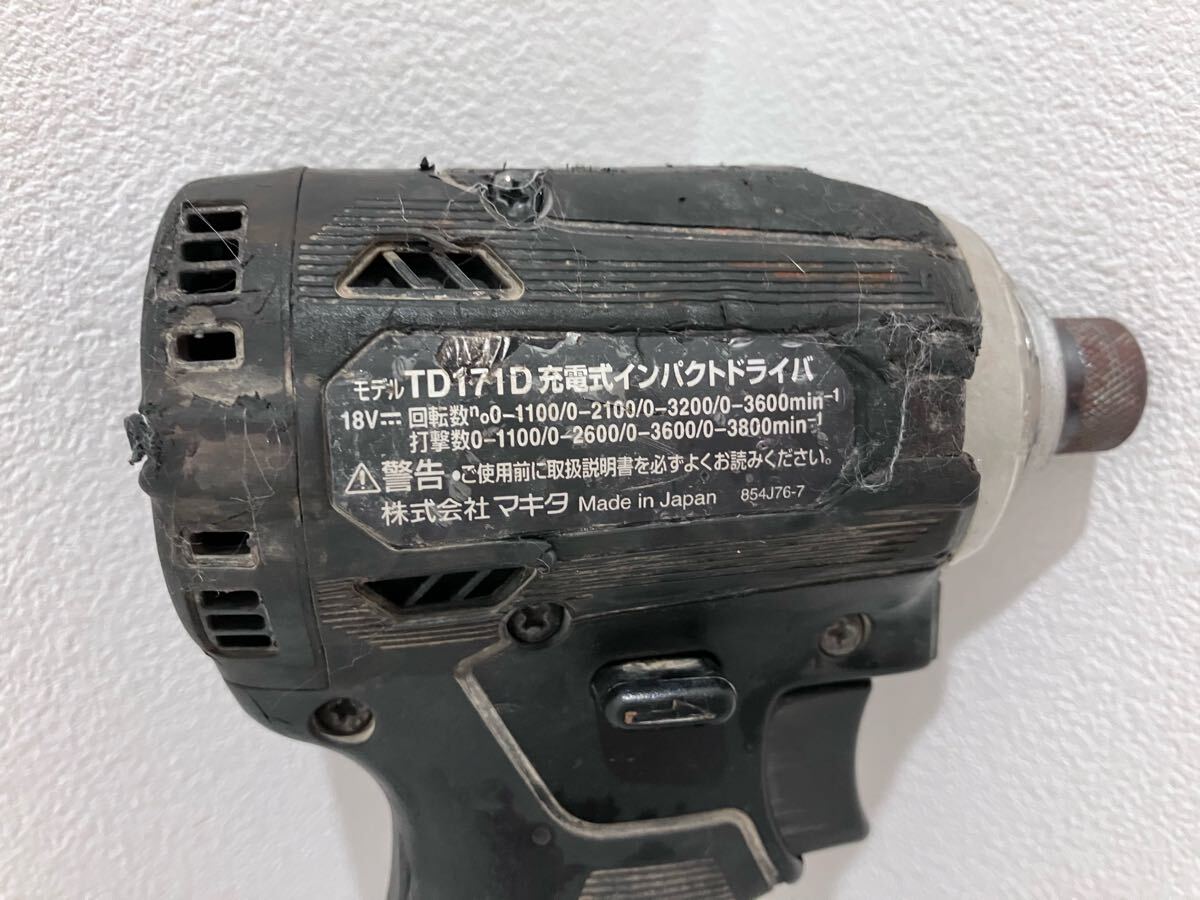 モデル TD171D 充電式インパクトドライバ
18V⎓ 回転数n₀0-1100/0-2100/0-3200/0-3600min⁻¹
打撃数0-1100/0-2600/0-3600/0-3800min⁻¹
⚠警告・ご使用前に取扱説明書を必ずよくお読みください。
株式会社 マキタ Made in Japan 854J76-7